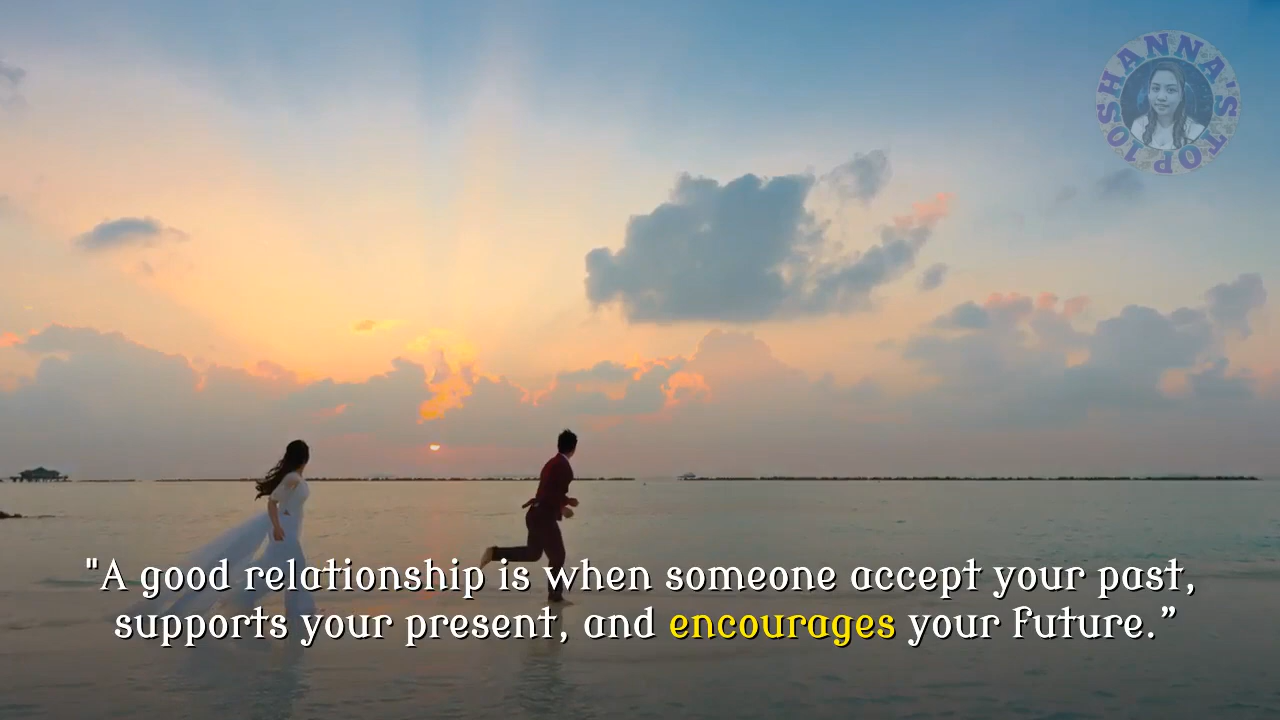 SHANNA'S TOP 10
"A good relationship is when someone accept your past,
supports your present, and encourages your future.”